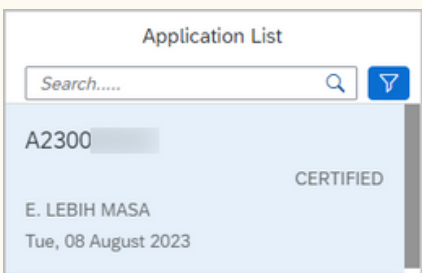 Application List
Search.....
A2300
CERTIFIED
E. LEBIH MASA
Tue, 08 August 2023